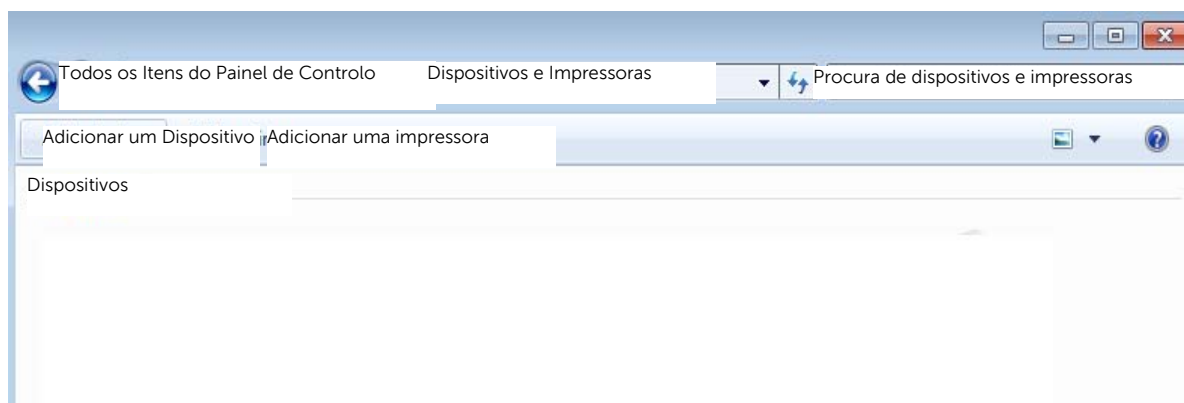 Todos os Itens do Painel de Controlo Dispositivos e Impressoras Procura de dispositivos e impressoras
Adicionar um Dispositivo Adicionar uma impressora
Dispositivos